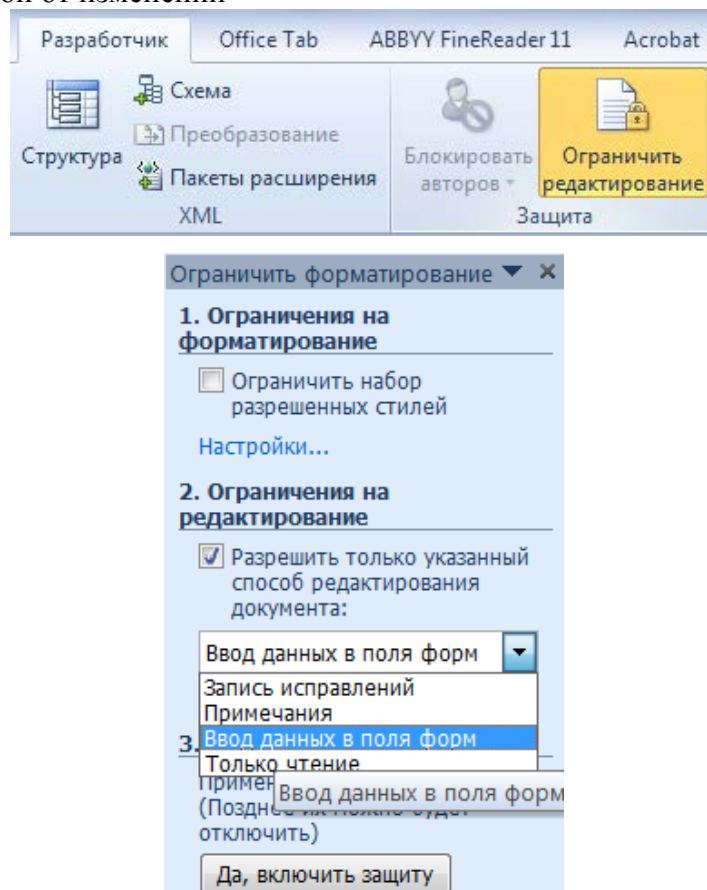 от изменений
Разработчик Office Tab ABBYY FineReader 11 Acrobat
Структура
Схема
Преобразование
Пакеты расширения
XML
Блокировать
авторов
Ограничить
редактирование
Защита
Ограничить форматирование
1. Ограничения на
форматирование
Ограничить набор
разрешенных стилей
Настройки...
2. Ограничения на
редактирование
Разрешить только указанный
способ редактирования
документа:
Ввод данных в поля форм
Запись исправлений
Примечания
Ввод данных в поля форм
3.
Только чтение
Ввод данных в поля форм
отключить)
Да, включить защиту